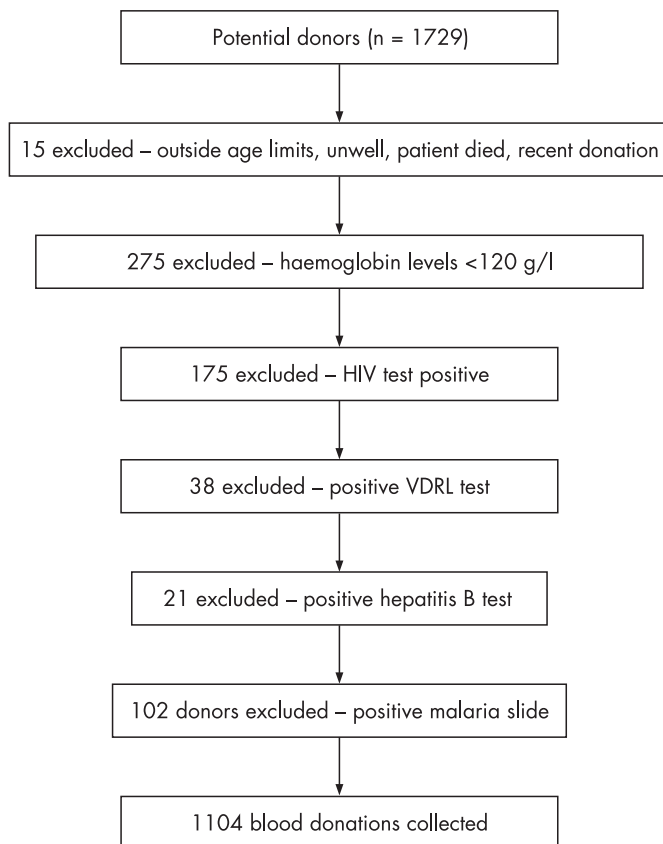 Potential donors (n = 1729)
15 excluded – outside age limits, unwell, patient died, recent donation
275 excluded – haemoglobin levels <120 g/l
175 excluded – HIV test positive
38 excluded – positive VDRL test
21 excluded – positive hepatitis B test
102 donors excluded – positive malaria slide
1104 blood donations collected